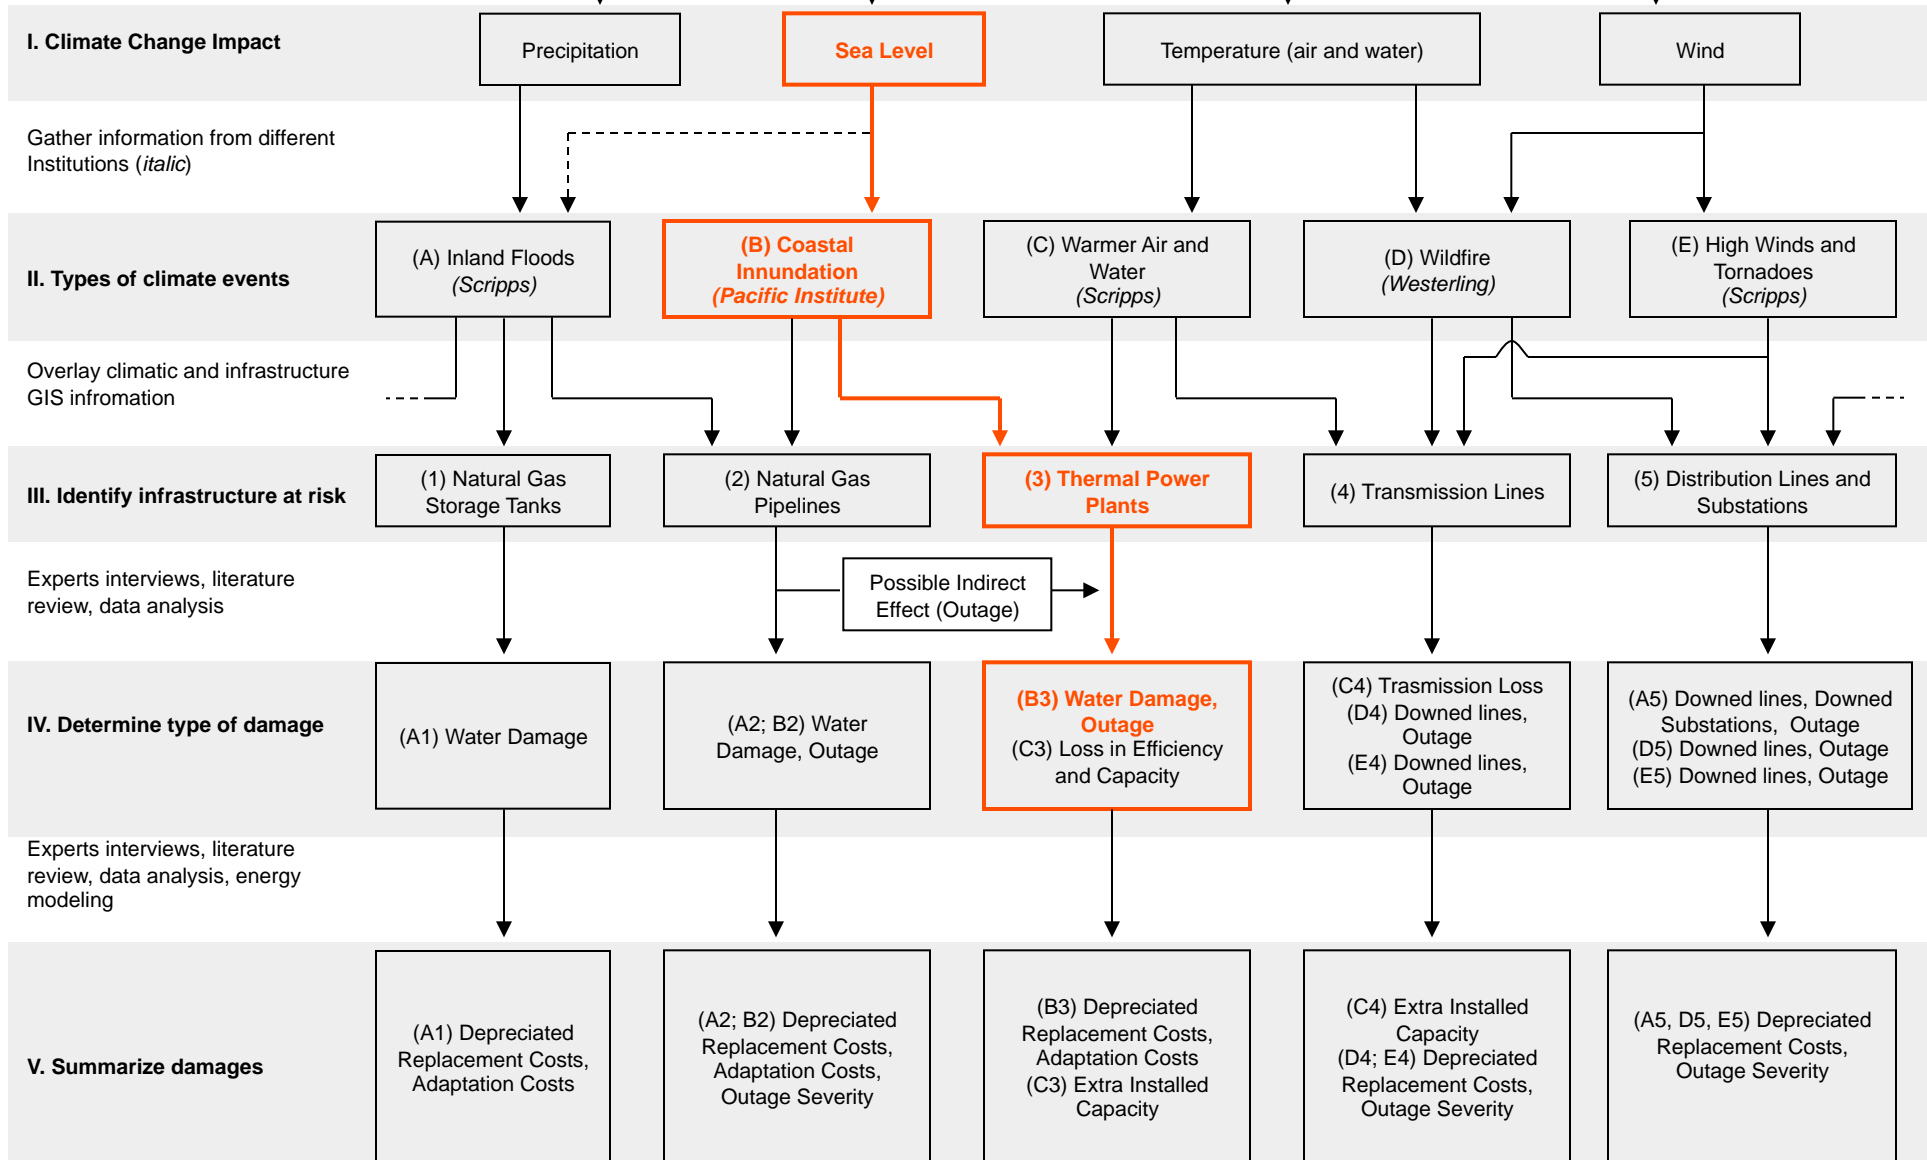 I. Climate Change Impact
Precipitation
Sea Level
Temperature (air and water)
Wind
Gather information from different
Institutions (italic)
II. Types of climate events
(A) Inland Floods
(Scripps)
(B) Coastal
Innundation
(Pacific Institute)
(C) Warmer Air and
Water
(Scripps)
(D) Wildfire
(Westerling)
(E) High Winds and
Tornadoes
(Scripps)
Overlay climatic and infrastructure
GIS infromation
III. Identify infrastructure at risk
(1) Natural Gas
Storage Tanks
(2) Natural Gas
Pipelines
(3) Thermal Power
Plants
(4) Transmission Lines
(5) Distribution Lines and
Substations
Experts interviews, literature
review, data analysis
Possible Indirect
Effect (Outage)
IV. Determine type of damage
(A1) Water Damage
(A2; B2) Water
Damage, Outage
(B3) Water Damage,
Outage
(C3) Loss in Efficiency
and Capacity
(C4) Trasmission Loss
(D4) Downed lines,
Outage
(E4) Downed lines,
Outage
(A5) Downed lines, Downed
Substations, Outage
(D5) Downed lines, Outage
(E5) Downed lines, Outage
Experts interviews, literature
review, data analysis, energy
modeling
V. Summarize damages
(A1) Depreciated
Replacement Costs,
Adaptation Costs
(A2; B2) Depreciated
Replacement Costs,
Adaptation Costs,
Outage Severity
(B3) Depreciated
Replacement Costs,
Adaptation Costs
(C3) Extra Installed
Capacity
(C4) Extra Installed
Capacity
(D4; E4) Depreciated
Replacement Costs,
Outage Severity
(A5, D5, E5) Depreciated
Replacement Costs,
Outage Severity